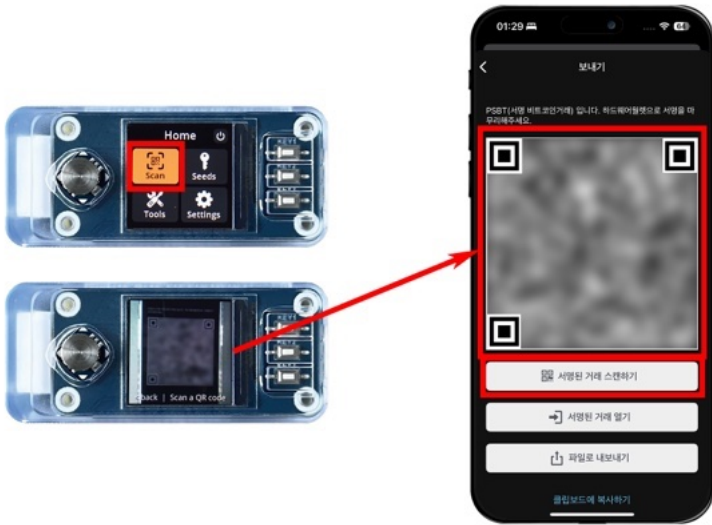 Home
Scan
Seeds
Tools
Settings
KEY1
back | Scan a QR code
KEY1
01:29
64
보내기
PSBT(서명 비트코인거래) 입니다. 하드웨어월렛으로 서명을 마
무리해주세요.
서명된 거래 스캔하기
서명된 거래 열기
파일로 내보내기
클립보드에 복사하기